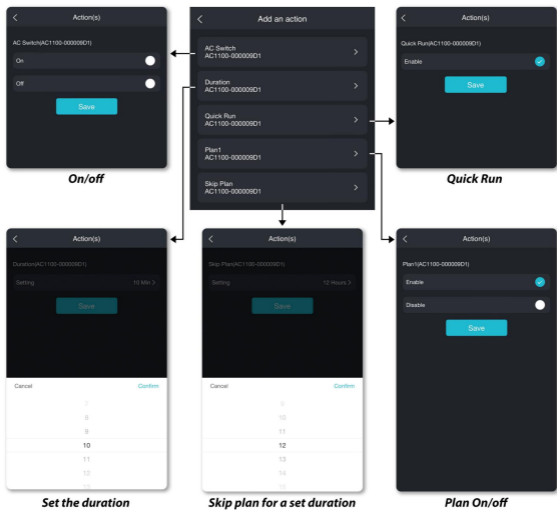 Action(s)
AC Switch(AC1100-000009D1)
On
Off
Save
On/off
Add an action
AC Switch
AC1100-000009D1
Duration
AC1100-000009D1
Quick Run
AC1100-000009D1
Plan1
AC1100-000009D1
Skip Plan
AC1100-000009D1
Action(s)
Quick Run(AC1100-000009D1)
Enable
Save
Quick Run
Action(s)
Duration(AC1100-000009D1)
Setting 10 Min >
Save
Cancel Confirm
8
9
10
11
12
Set the duration
Action(s)
Skip Plan(AC1100-000009D1)
Setting 12 Hours >
Save
Cancel Confirm
10
11
12
13
14
Skip plan for a set duration
Action(s)
Plan1(AC1100-000009D1)
Enable
Disable
Save
Plan On/off